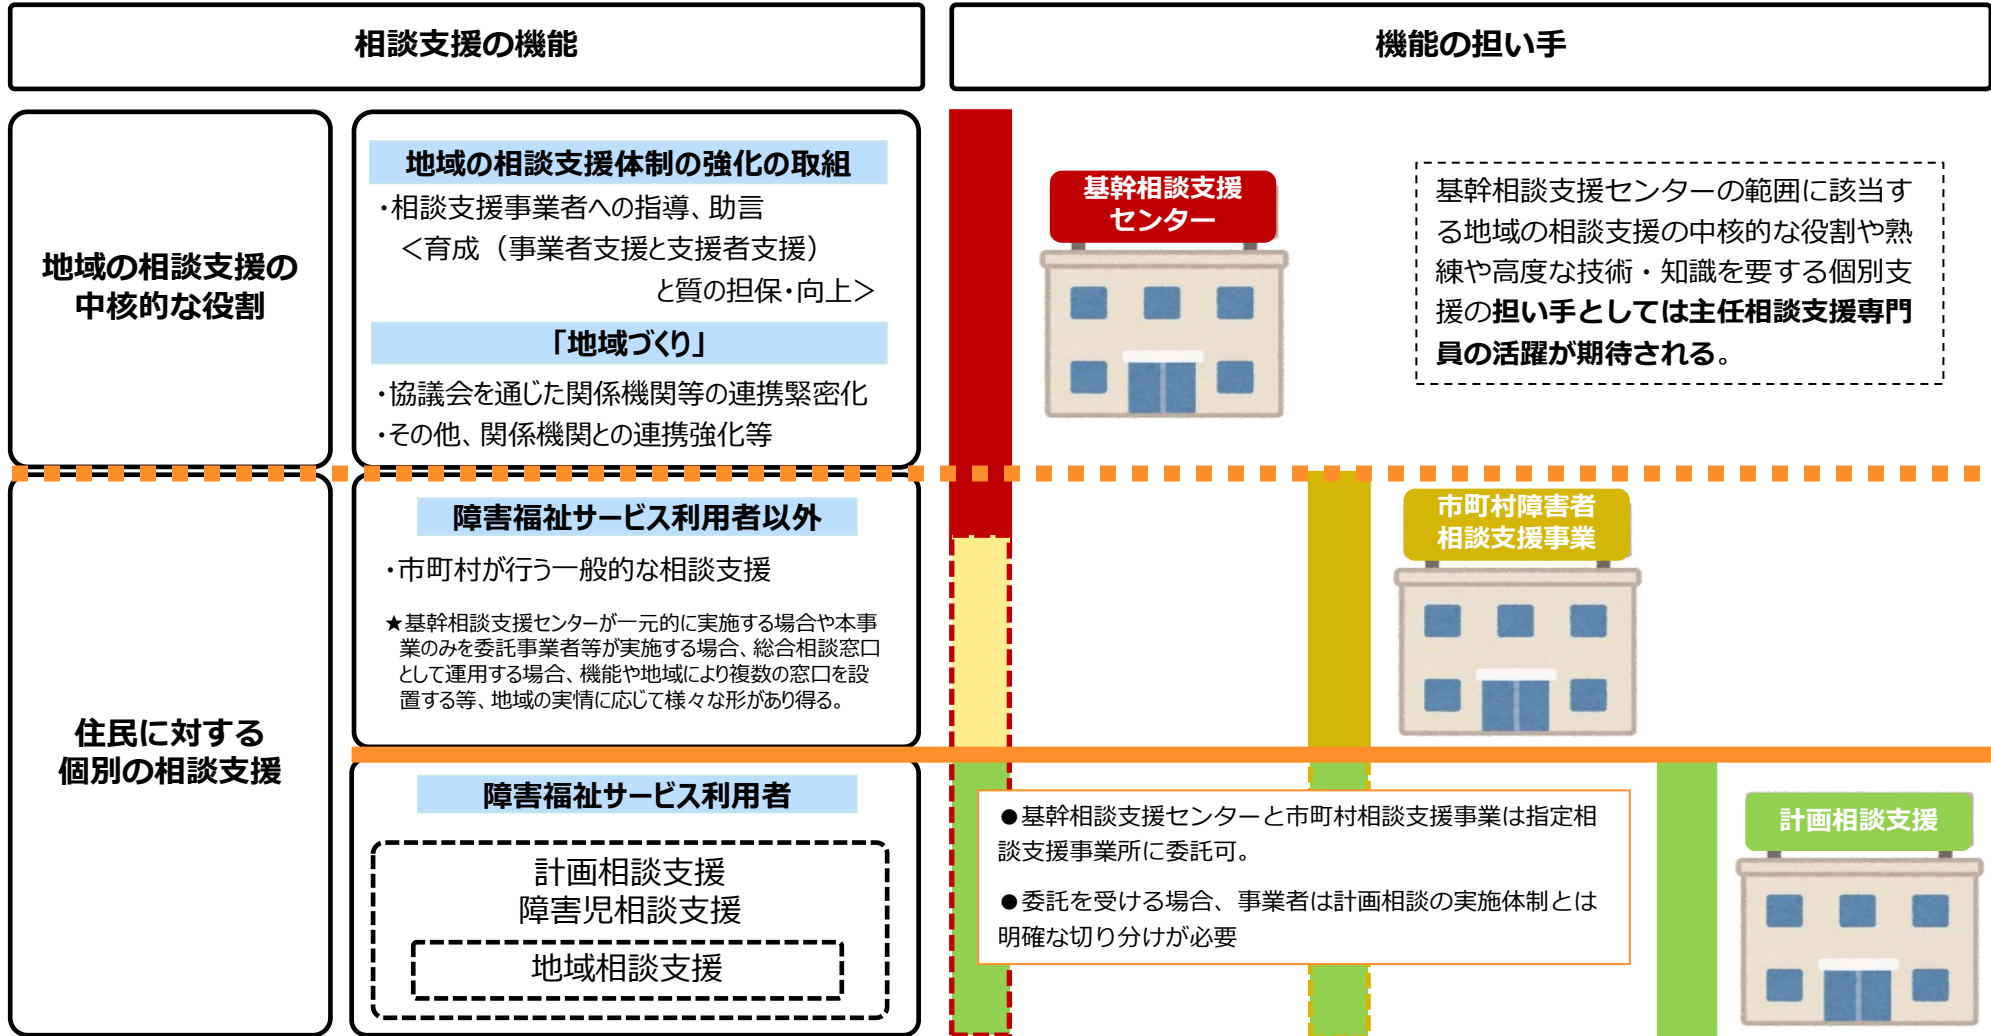 相談支援の機能
機能の担い手
地域の相談支援の
中核的な役割
地域の相談支援体制の強化の取組
・相談支援事業者への指導、助言
＜育成（事業者支援と支援者支援）
と質の担保・向上＞
「地域づくり」
・協議会を通じた関係機関等の連携緊密化
・その他、関係機関との連携強化等
基幹相談支援
センター
基幹相談支援センターの範囲に該当す
る地域の相談支援の中核的な役割や熟
練や高度な技術・知識を要する個別支
援の担い手としては主任相談支援専門
員の活躍が期待される。
住民に対する
個別の相談支援
障害福祉サービス利用者以外
・市町村が行う一般的な相談支援
★基幹相談支援センターが一元的に実施する場合や本事
業のみを委託事業者等が実施する場合、総合相談窓口
として運用する場合、機能や地域により複数の窓口を設
置する等、地域の実情に応じて様々な形があり得る。
市町村障害者
相談支援事業
障害福祉サービス利用者
計画相談支援
障害児相談支援
地域相談支援
●基幹相談支援センターと市町村相談支援事業は指定相
談支援事業所に委託可。
●委託を受ける場合、事業者は計画相談の実施体制とは
明確な切り分けが必要
計画相談支援